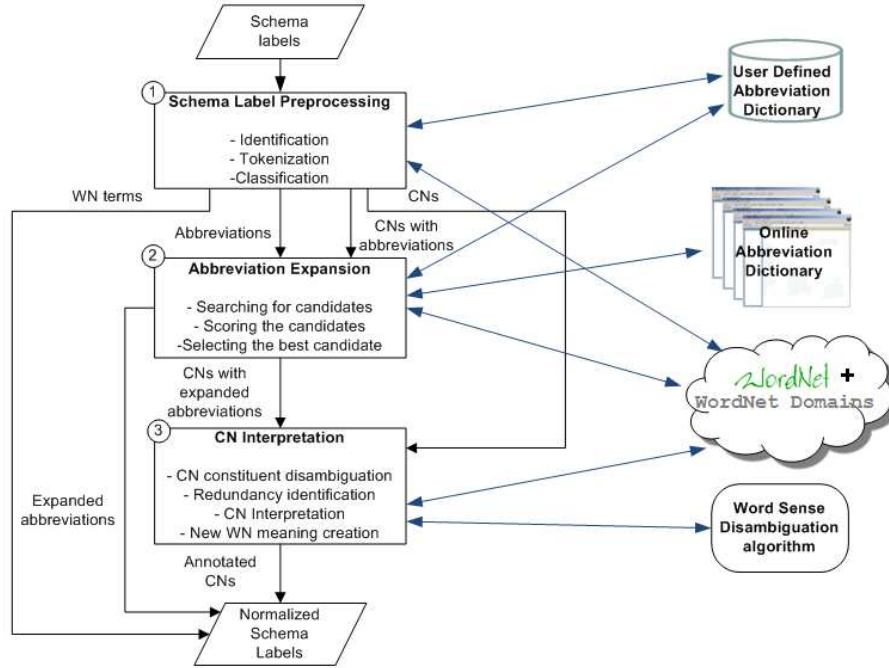 Schema
labels
1
Schema Label Preprocessing
- Identification
- Tokenization
-Classification
WN terms
CNs
Abbreviations
CNs with
abbreviations
2
Abbreviation Expansion
- Searching for candidates
- Scoring the candidates
-Selecting the best candidate
CNs with
expanded
abbreviations
3
CN Interpretation
- CN constituent disambiguation
- Redundancy identification
- CN Interpretation
- New WN meaning creation
Expanded
abbreviations
Annotated
CNs
Normalized
Schema
Labels
User Defined
Abbreviation
Dictionary
Online
Abbreviation
Dictionary
WordNet +
WordNet Domains
Word Sense
Disambiguation
algorithm